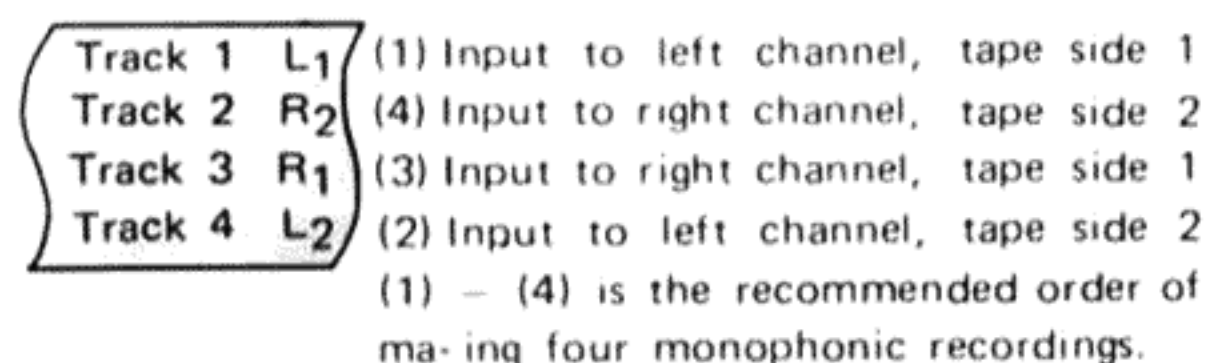 Track 1 L1 (1) Input to left channel, tape side 1
Track 2 R2 (4) Input to right channel, tape side 2
Track 3 R1 (3) Input to right channel, tape side 1
Track 4 L2 (2) Input to left channel, tape side 2
(1) – (4) is the recommended order of
ma- ing four monophonic recordings.